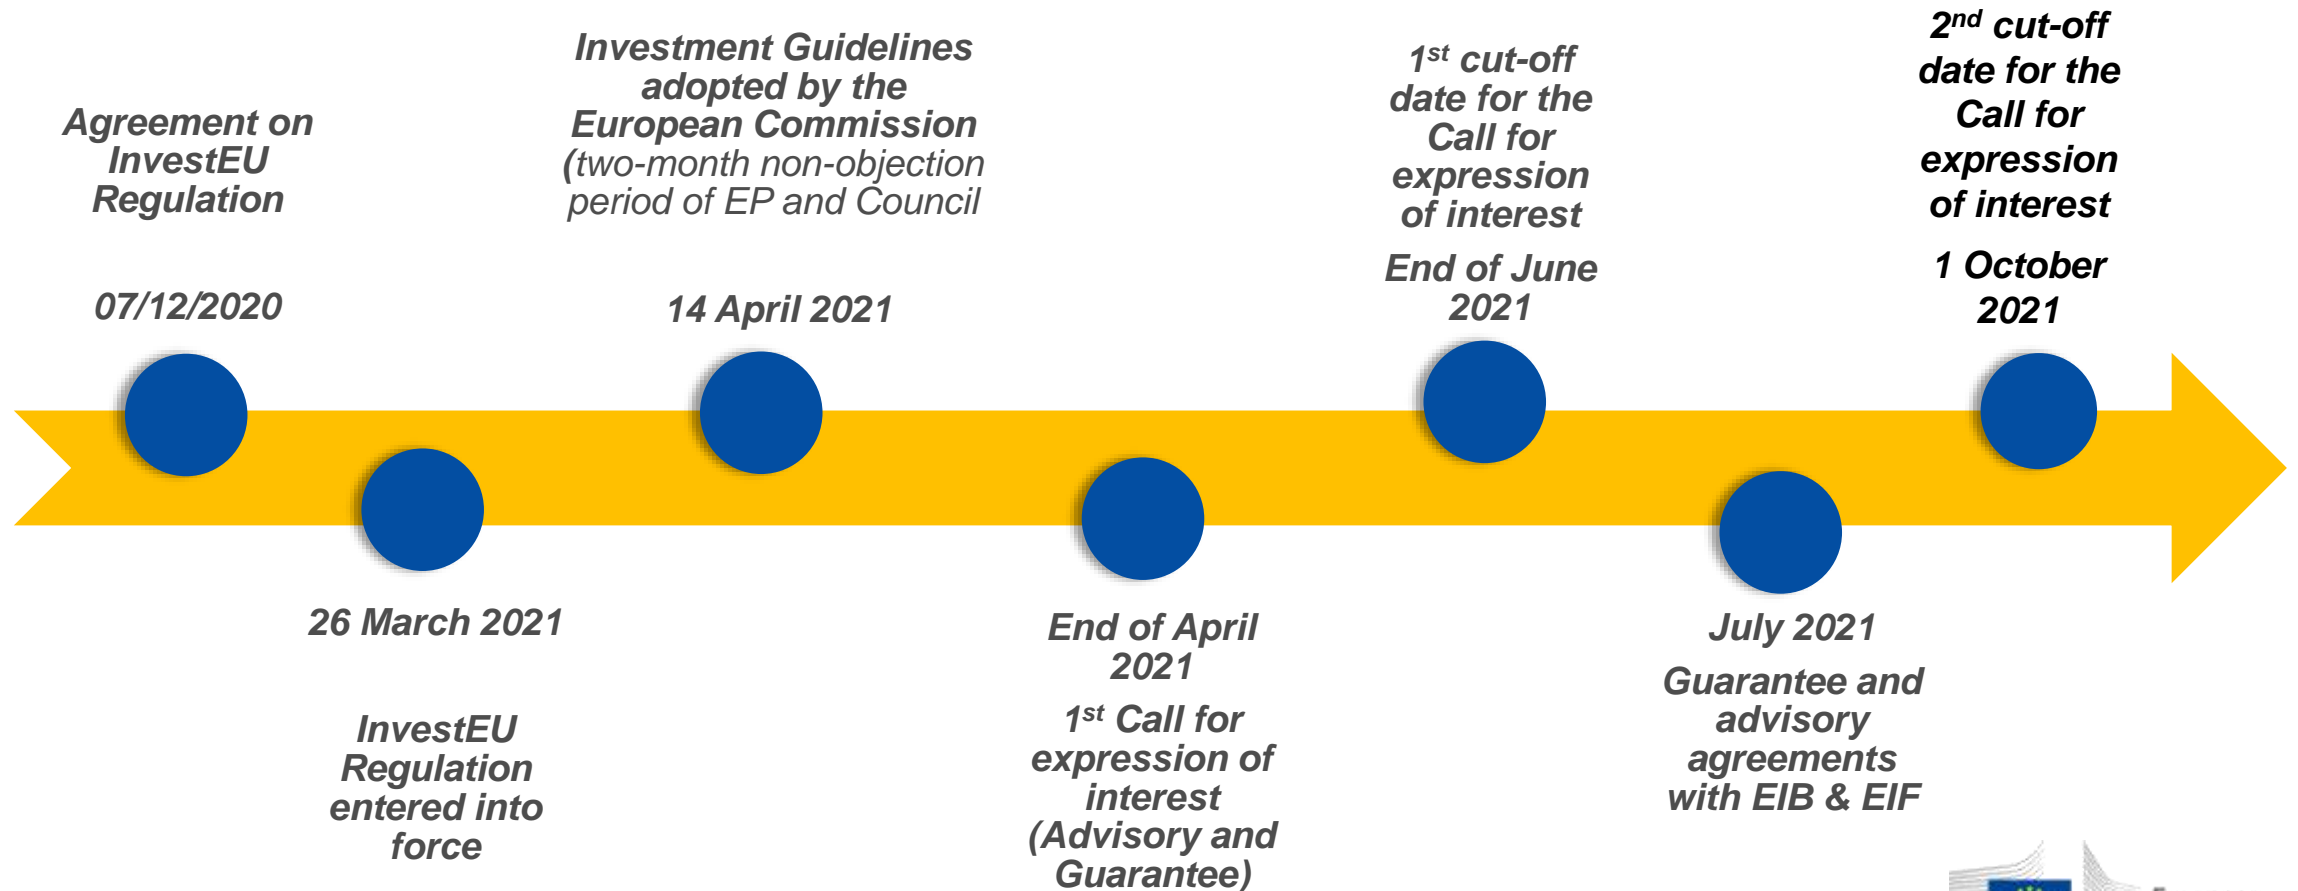 Agreement on
InvestEU
Regulation
07/12/2020
26 March 2021
InvestEU
Regulation
entered into
force
Investment Guidelines
adopted by the
European Commission
(two-month non-objection
period of EP and Council
14 April 2021
End of April
2021
1st Call for
expression of
interest
(Advisory and
Guarantee)
1st cut-off
date for the
Call for
expression
of interest
End of June
2021
July 2021
Guarantee and
advisory
agreements
with EIB & EIF
2nd cut-off
date for the
Call for
expression
of interest
1 October
2021